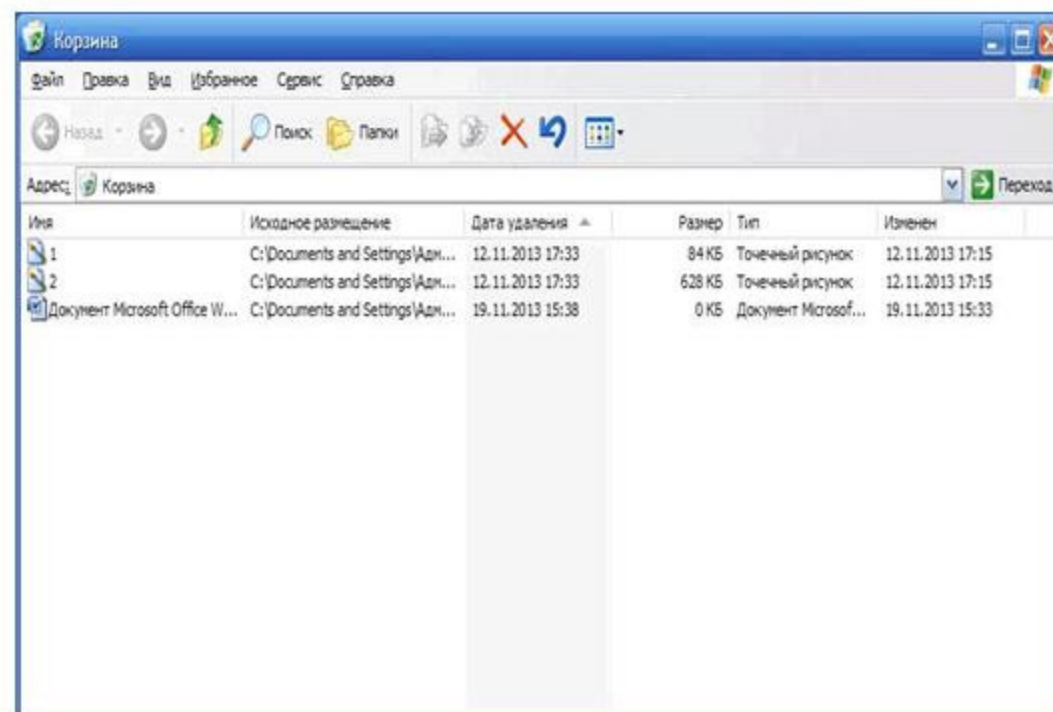 Корзина
Файл Правка Вид Избранное Сервис Справка
Назад Поиск Папки
Адрес: Корзина Переход
Имя Исходное размещение Дата удаления Размер Тип Изменен
1 C:\Documents and Settings\Адм... 12.11.2013 17:33 84 КБ Точечный рисунок 12.11.2013 17:15
2 C:\Documents and Settings\Адм... 12.11.2013 17:33 628 КБ Точечный рисунок 12.11.2013 17:15
Документ Microsoft Office W... C:\Documents and Settings\Адм... 19.11.2013 15:38 0 КБ Документ Microsof... 19.11.2013 15:33